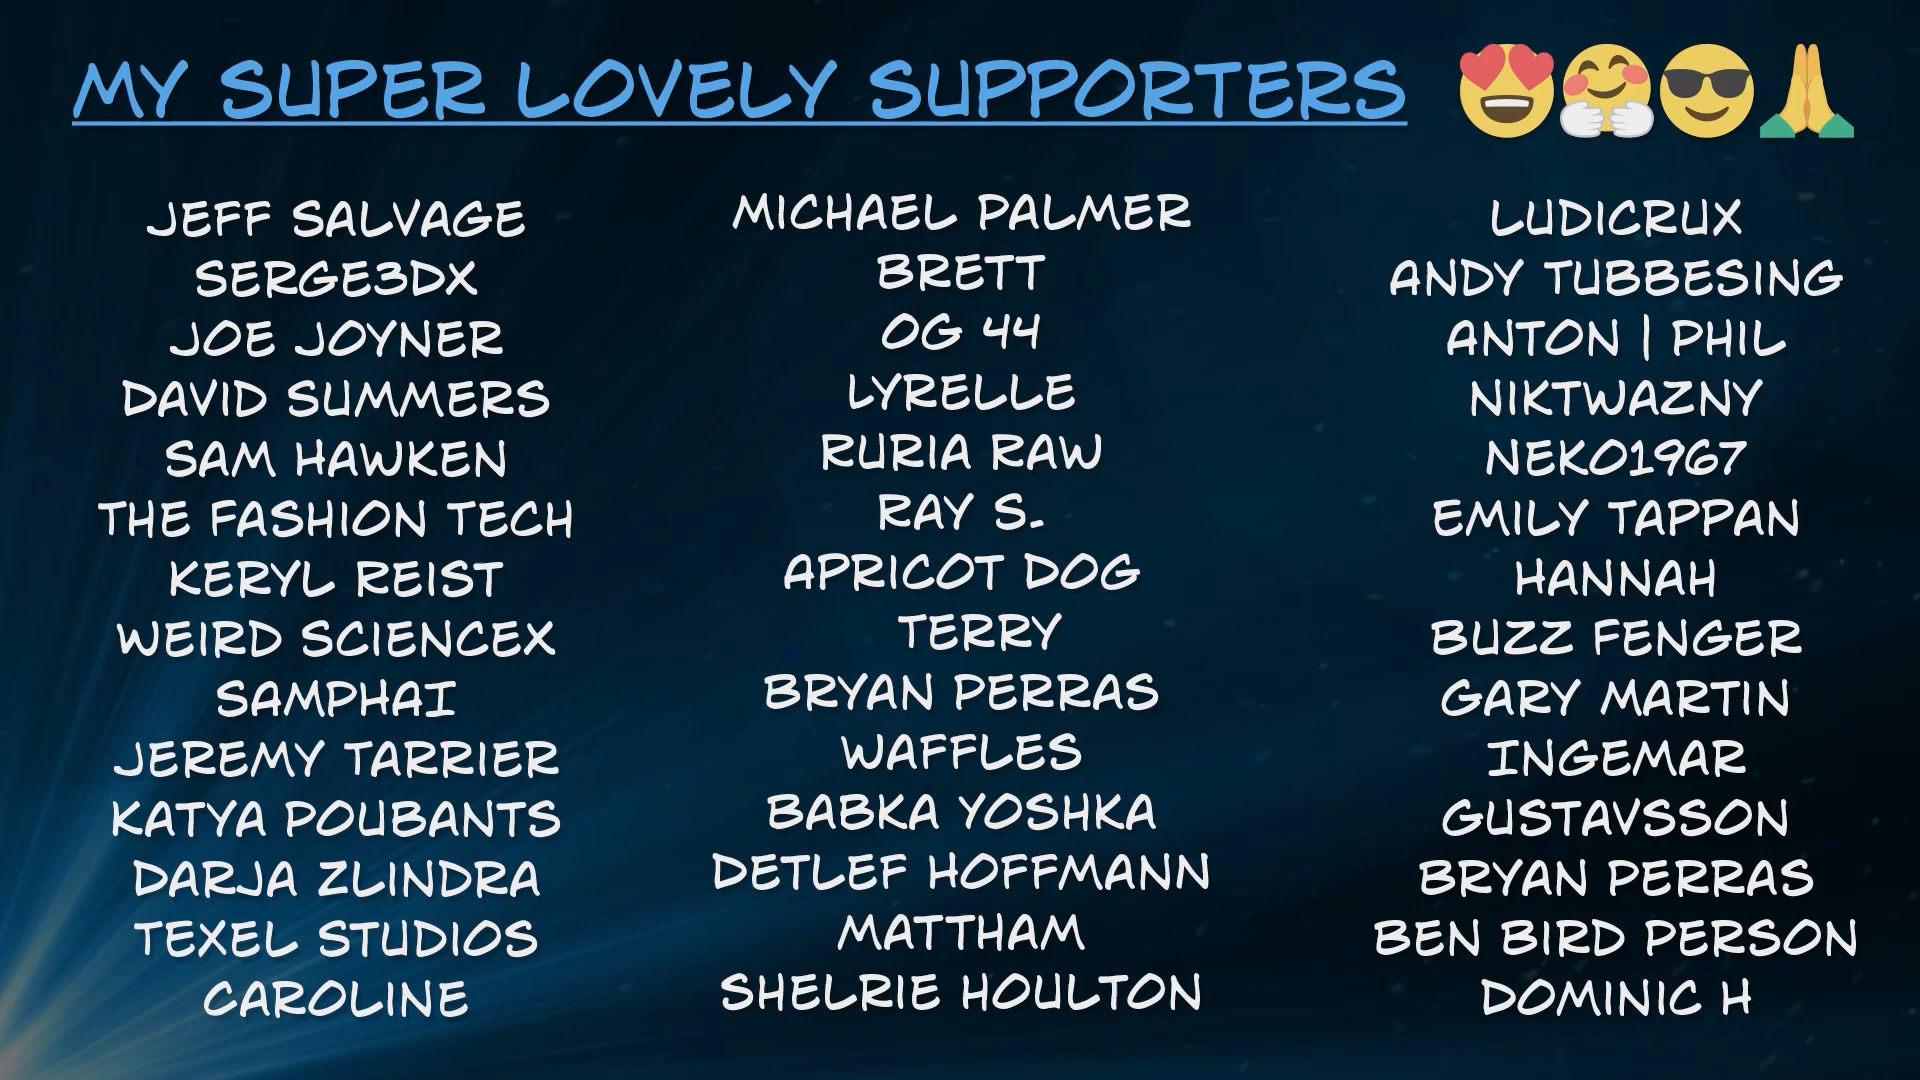 MY SUPER LOVELY SUPPORTERS 😍🤗😎🙏
JEFF SALVAGE
SERGE3DX
JOE JOYNER
DAVID SUMMERS
SAM HAWKEN
THE FASHION TECH
KERYL REIST
WEIRD SCIENCEX
SAMPHAI
JEREMY TARRIER
KATYA POUBANTS
DARJA ZLINDRA
TEXEL STUDIOS
CAROLINE
MICHAEL PALMER
BRETT
OG 44
LYRELLE
RURIA RAW
RAY S.
APRICOT DOG
TERRY
BRYAN PERRAS
WAFFLES
BABKA YOSHKA
DETLEF HOFFMANN
MATTHAM
SHELRIE HOULTON
LUDICRUX
ANDY TUBBESING
ANTON | PHIL
NIKTWAZNY
NEKO1967
EMILY TAPPAN
HANNAH
BUZZ FENGER
GARY MARTIN
INGEMAR
GUSTAVSSON
BRYAN PERRAS
BEN BIRD PERSON
DOMINIC H